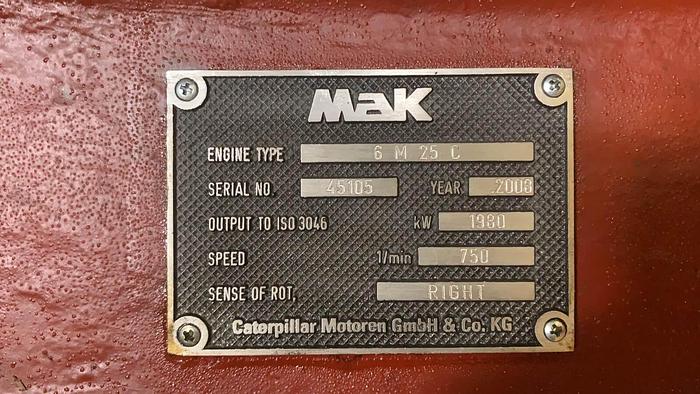 MaK
ENGINE TYPE 6 M 25 C
SERIAL NO. 45105 YEAR 2008
OUTPUT TO ISO 3046 kW 1980
SPEED 1/min 750
SENSE OF ROT, RIGHT
Caterpillar Motoren GmbH & Co. KG